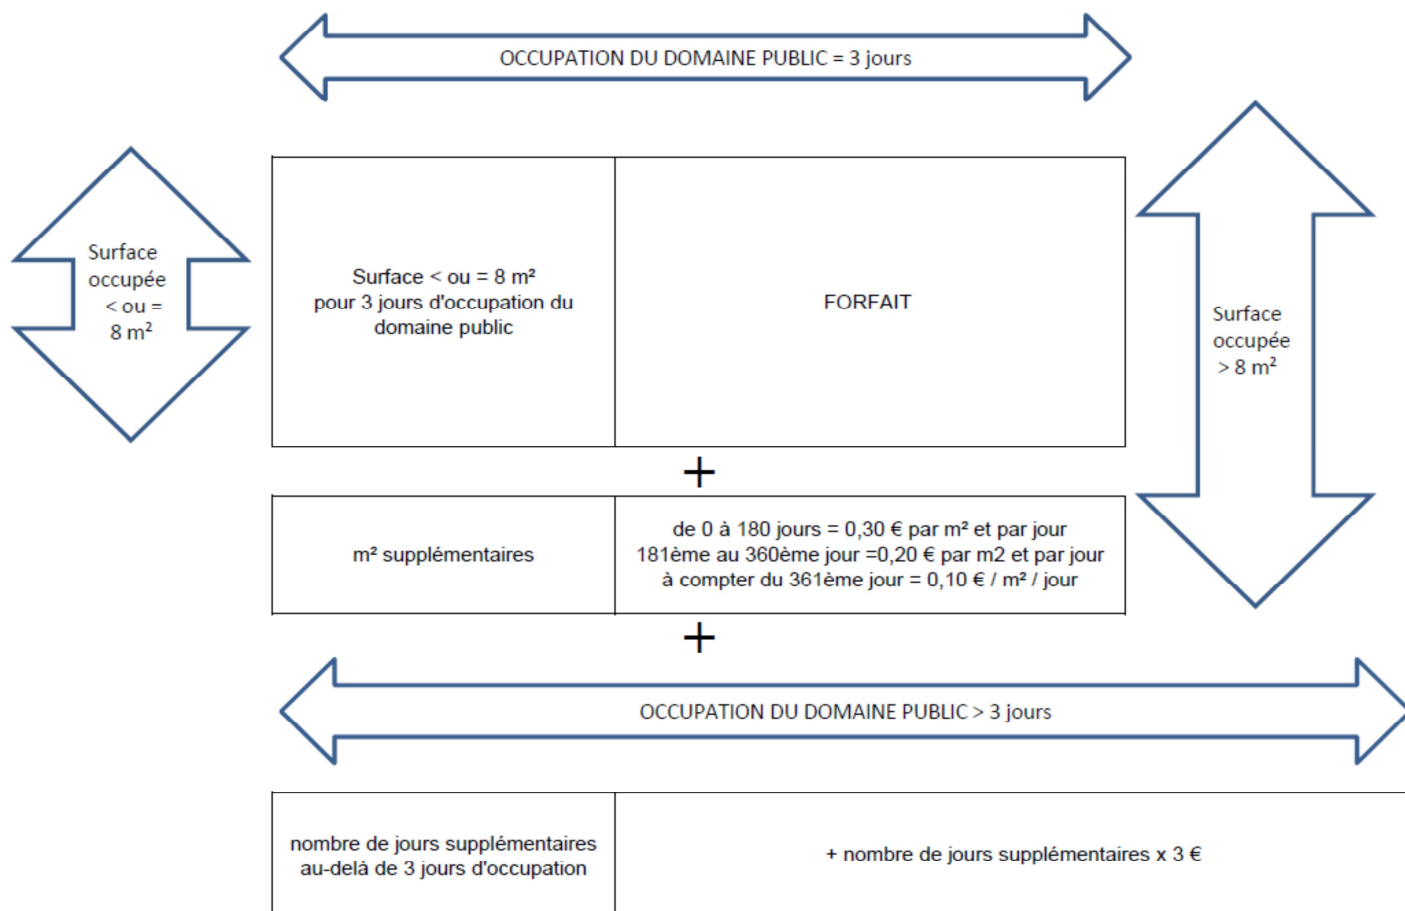 OCCUPATION DU DOMAINE PUBLIC = 3 jours
Surface
occupée
< ou =
8 m²
Surface < ou = 8 m²
pour 3 jours d'occupation du
domaine public
FORFAIT
Surface
occupée
> 8 m²
+
m² supplémentaires
de 0 à 180 jours = 0,30 € par m² et par jour
181ème au 360ème jour =0,20 € par m2 et par jour
à compter du 361ème jour = 0,10 € / m² / jour
+
OCCUPATION DU DOMAINE PUBLIC > 3 jours
nombre de jours supplémentaires
au-delà de 3 jours d'occupation
+ nombre de jours supplémentaires x 3 €